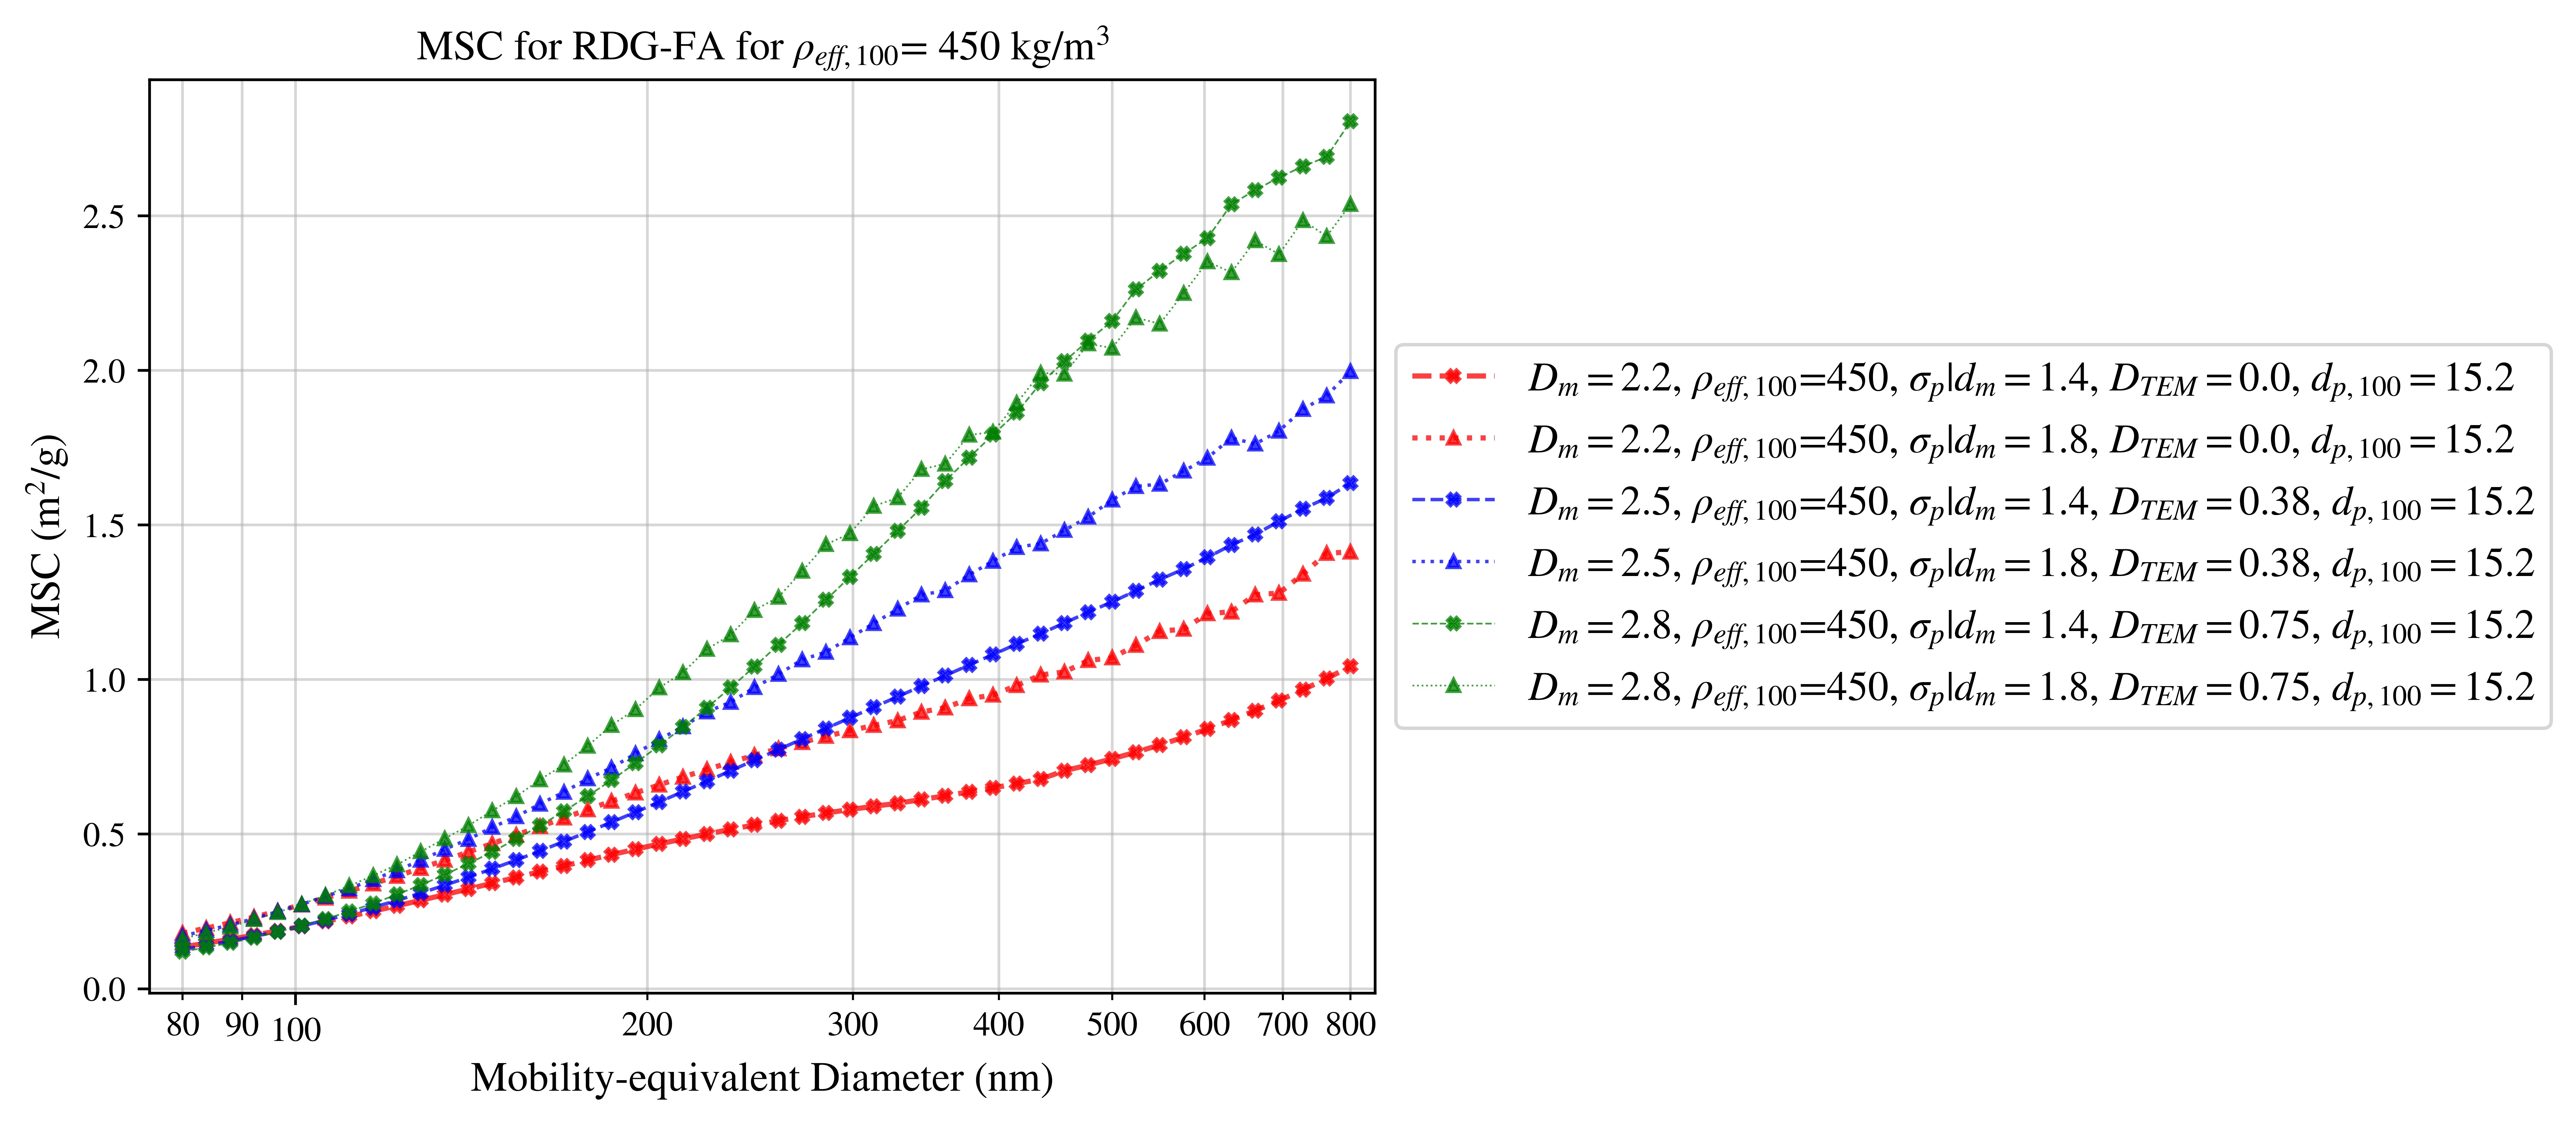 MSC for RDG-FA for ρeff,100= 450 kg/m³
MSC (m²/g)
2.5
2.0
1.5
1.0
0.5
0.0
80 90 100 200 300 400 500 600 700 800
Mobility-equivalent Diameter (nm)
Dm = 2.2, ρeff,100=450, σp|dm = 1.4, DTEM = 0.0, dp,100 = 15.2
Dm = 2.2, ρeff,100=450, σp|dm = 1.8, DTEM = 0.0, dp,100 = 15.2
Dm = 2.5, ρeff,100=450, σp|dm = 1.4, DTEM = 0.38, dp,100 = 15.2
Dm = 2.5, ρeff,100=450, σp|dm = 1.8, DTEM = 0.38, dp,100 = 15.2
Dm = 2.8, ρeff,100=450, σp|dm = 1.4, DTEM = 0.75, dp,100 = 15.2
Dm = 2.8, ρeff,100=450, σp|dm = 1.8, DTEM = 0.75, dp,100 = 15.2